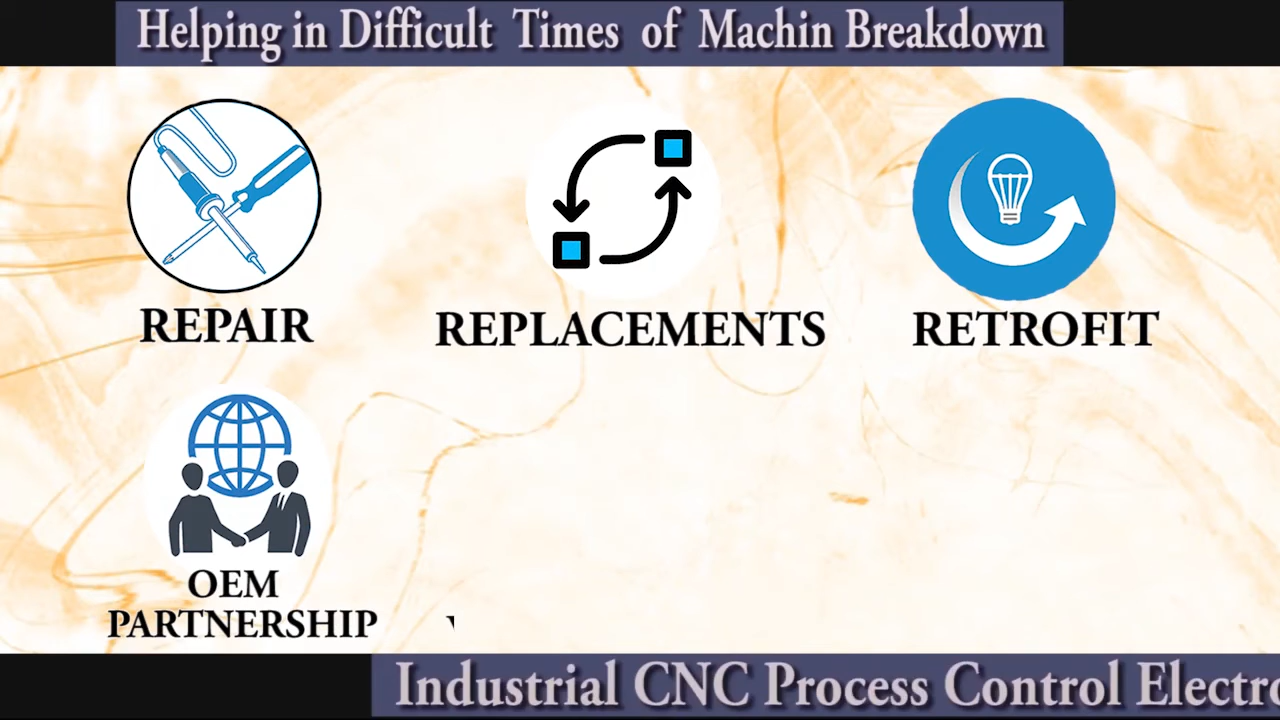 Helping in Difficult Times of Machin Breakdown
REPAIR
REPLACEMENTS
RETROFIT
OEM
PARTNERSHIP
Industrial CNC Process Control Electro